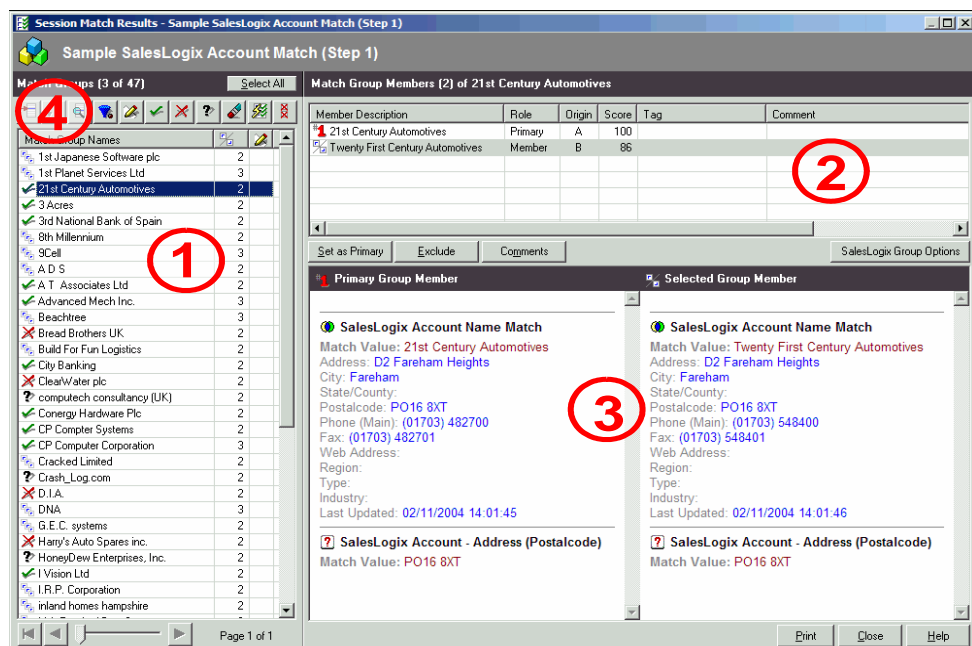 Session Match Results - Sample SalesLogix Account Match (Step 1)
Sample SalesLogix Account Match (Step 1)
Match Groups (3 of 47)
Select All
4
Match Group Names
1st Japanese Software plc 2
1st Planet Services Ltd 3
21st Century Automotives 2
3 Acres 2
3rd National Bank of Spain 2
8th Millennium 2
9Cell 3
A D S 2
A T Associates Ltd 2
Advanced Mech Inc. 3
Beachtree 3
Bread Brothers UK 2
Build For Fun Logistics 2
City Banking 2
ClearWater plc 2
computech consultancy (UK) 2
Conergy Hardware Plc 2
CP Compter Systems 2
CP Computer Corporation 3
Cracked Limited 2
Crash_Log.com 2
D.I.A. 2
DNA 3
G.E.C. systems 2
Harry's Auto Spares inc. 2
HoneyDew Enterprises, Inc. 2
I Vision Ltd 2
I.R.P. Corporation 2
inland homes hampshire 2
1
Page 1 of 1
Match Group Members (2) of 21st Century Automotives
Member Description Role Origin Score Tag Comment
1 21st Century Automotives Primary A 100
Twenty First Century Automotives Member B 86
2
Set as Primary Exclude Comments SalesLogix Group Options
1 Primary Group Member
SalesLogix Account Name Match
Match Value: 21st Century Automotives
Address: D2 Fareham Heights
City: Fareham
State/County:
Postalcode: PO16 8XT
Phone (Main): (01703) 482700
Fax: (01703) 482701
Web Address:
Region:
Type:
Industry:
Last Updated: 02/11/2004 14:01:45
? SalesLogix Account - Address (Postalcode)
Match Value: PO16 8XT
3
Selected Group Member
SalesLogix Account Name Match
Match Value: Twenty First Century Automotives
Address: D2 Fareham Heights
City: Fareham
State/County:
Postalcode: PO16 8XT
Phone (Main): (01703) 548400
Fax: (01703) 548401
Web Address:
Region:
Type:
Industry:
Last Updated: 02/11/2004 14:01:46
? SalesLogix Account - Address (Postalcode)
Match Value: PO16 8XT
Print Close Help